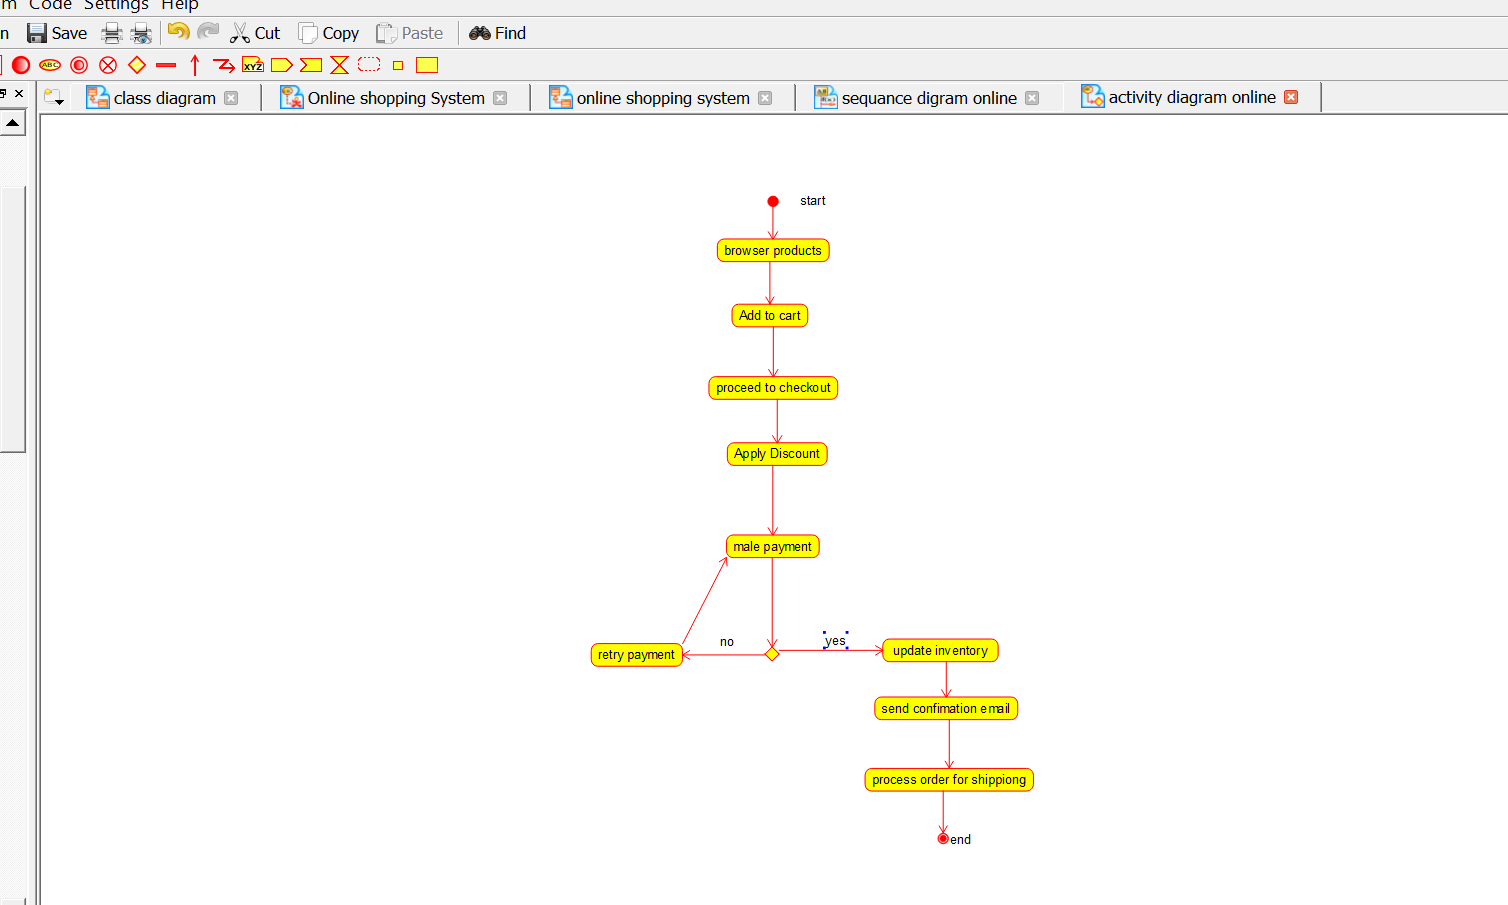 m Code Settings Help
n Save Cut Copy Paste Find
ABC XYZ
class diagram Online shopping System online shopping system sequance digram online activity diagram online
start
browser products
Add to cart
proceed to checkout
Apply Discount
male payment
no yes
retry payment update inventory
send confimation email
process order for shippiong
end